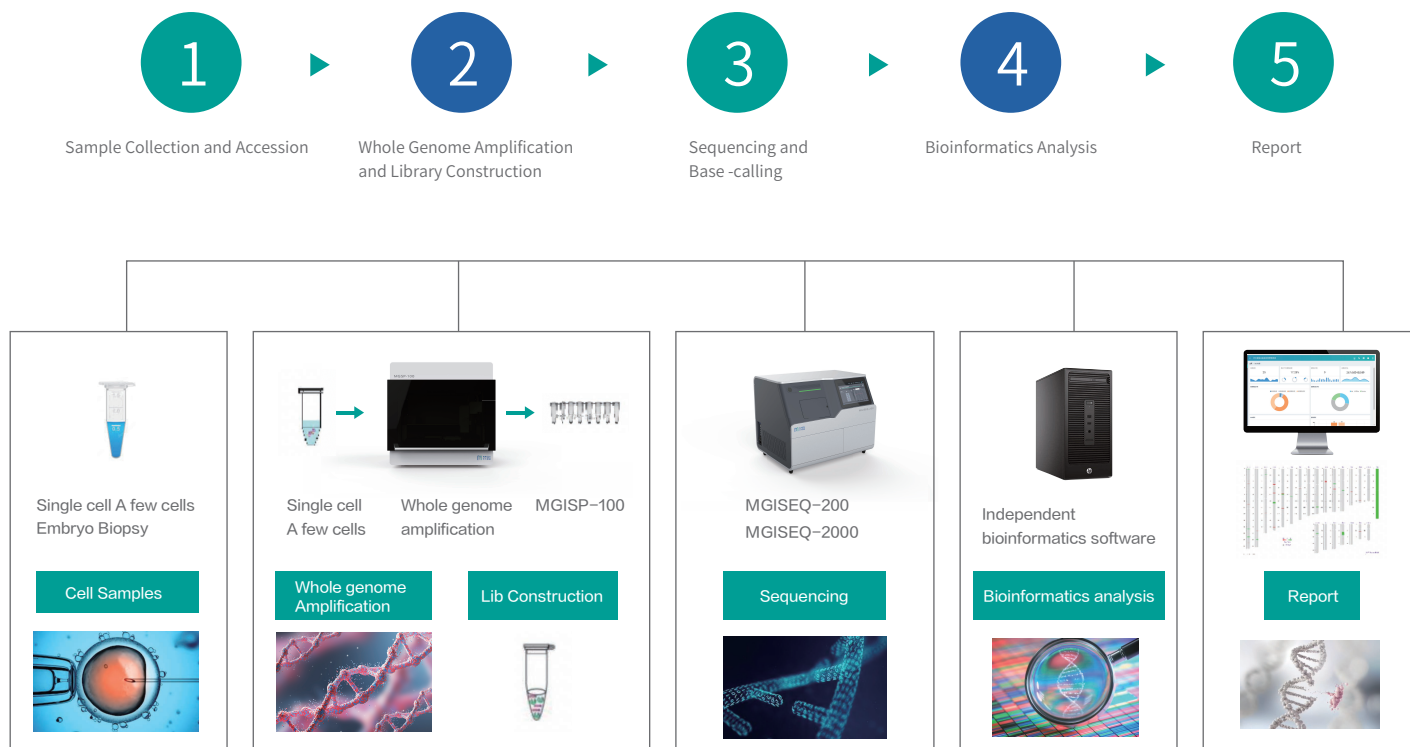 1
2
3
4
5
Sample Collection and Accession
Whole Genome Amplification
and Library Construction
Sequencing and
Base -calling
Bioinformatics Analysis
Report
MGISP-100
Single cell A few cells
Embryo Biopsy
Single cell
A few cells
Whole genome
amplification
MGISP-100
MGISEQ-200
MGISEQ-2000
Independent
bioinformatics software
Cell Samples
Whole genome
Amplification
Lib Construction
Sequencing
Bioinformatics analysis
Report